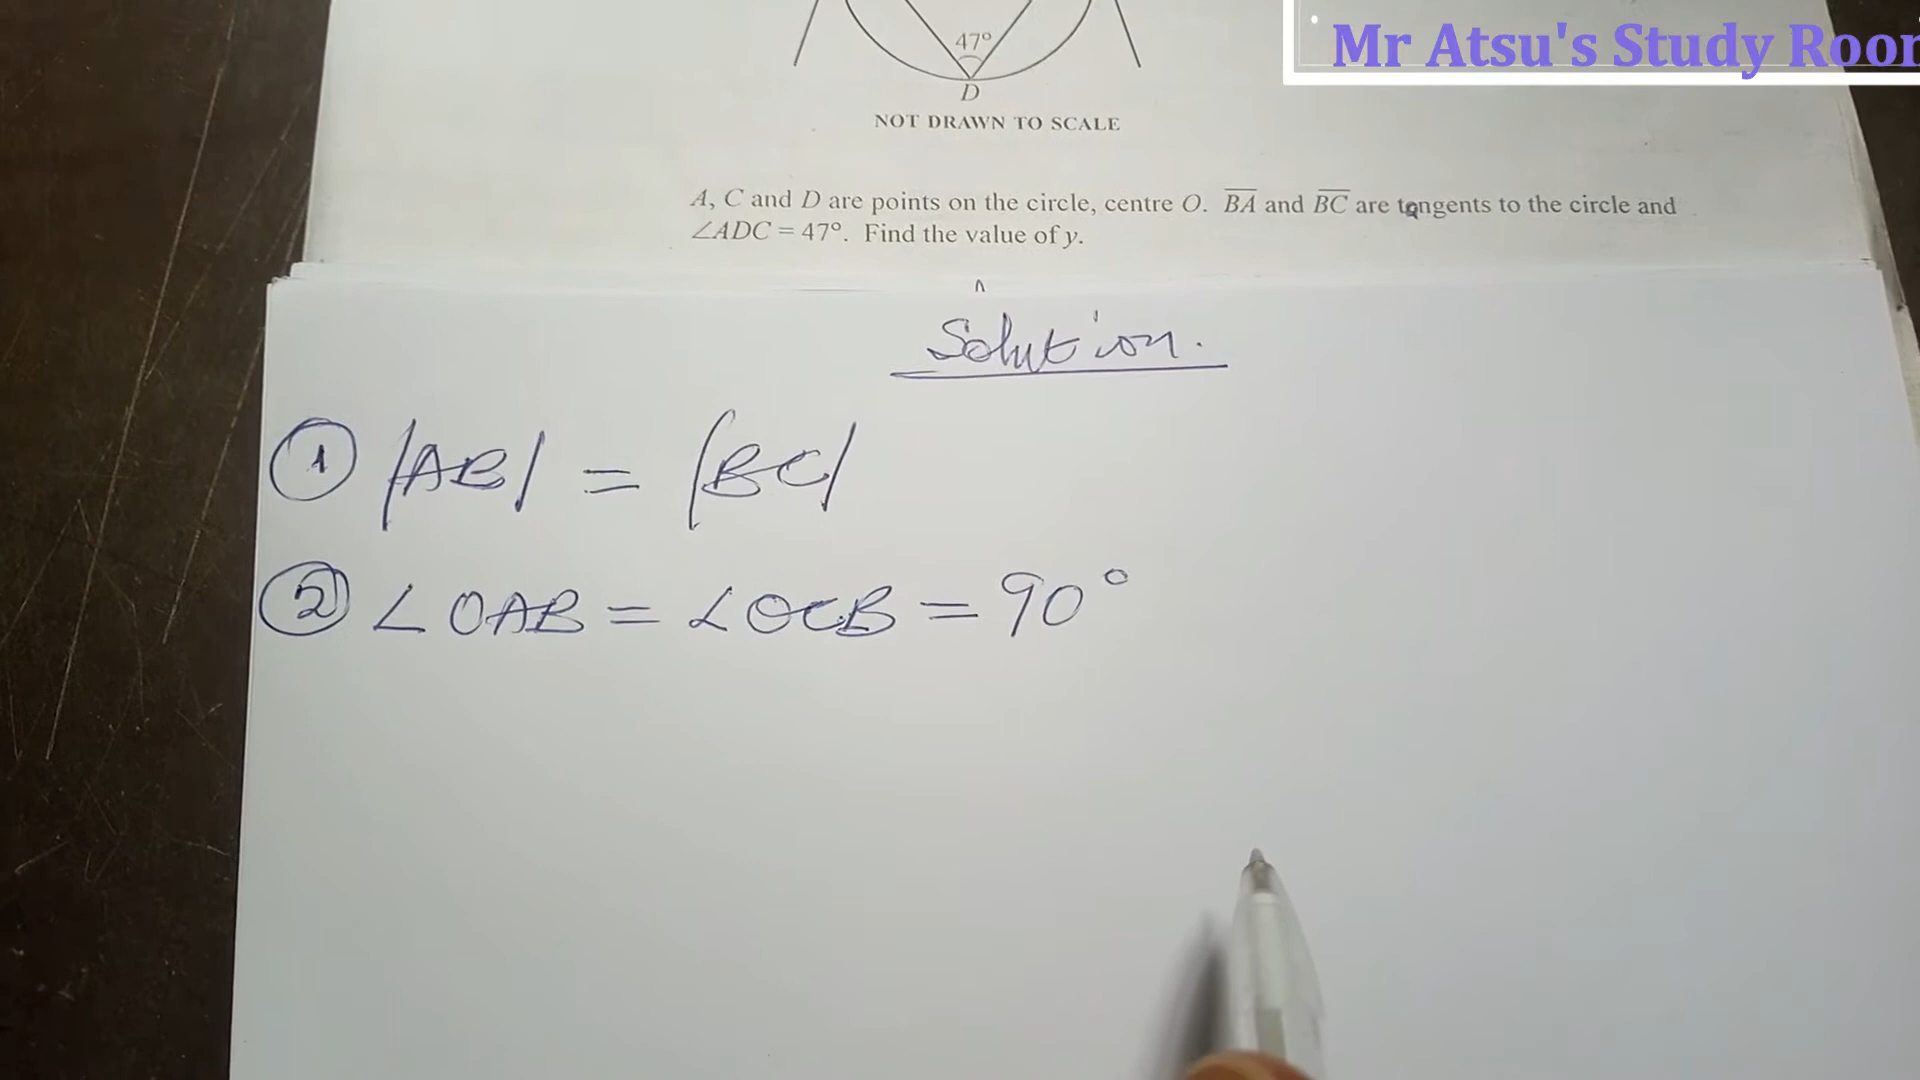 Mr Atsu's Study Roor
47°
D
NOT DRAWN TO SCALE
A, C and D are points on the circle, centre O. BA and BC are tangents to the circle and
∠ADC = 47°. Find the value of y.
Solution.
① |AB| = |BC|
② ∠OAB = ∠OCB = 90°